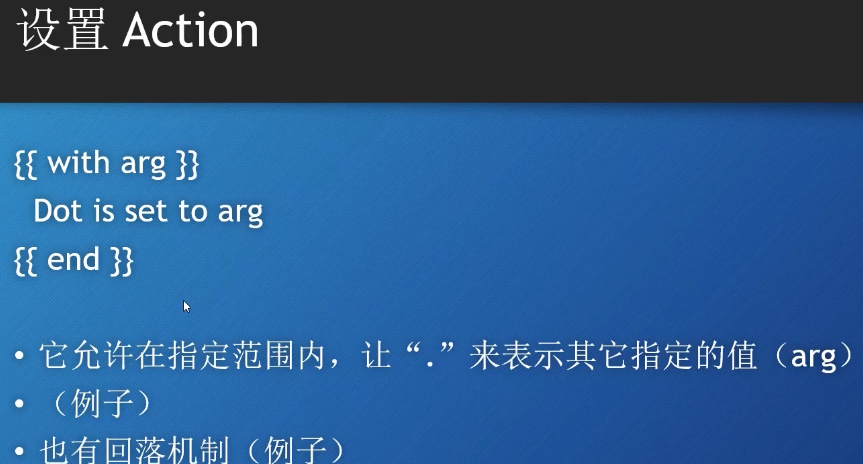 设置 Action
{{ with arg }}
Dot is set to arg
{{ end }}
• 它允许在指定范围内，让“.”来表示其它指定的值（arg）
• （例子）
• 也有回落机制（例子）